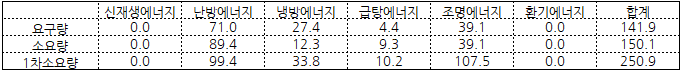 신재생에너지 난방에너지 냉방에너지 급탕에너지 조명에너지 환기에너지 합계
요구량 0.0 71.0 27.4 4.4 39.1 0.0 141.9
소요량 0.0 89.4 12.3 9.3 39.1 0.0 150.1
1차소요량 0.0 99.4 33.8 10.2 107.5 0.0 250.9